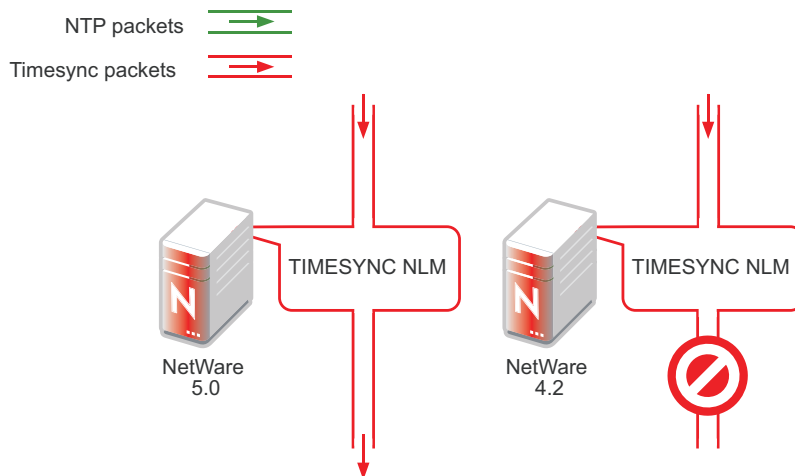 NTP packets
Timesync packets
TIMESYNC NLM
TIMESYNC NLM
N
N
NetWare
5.0
NetWare
4.2